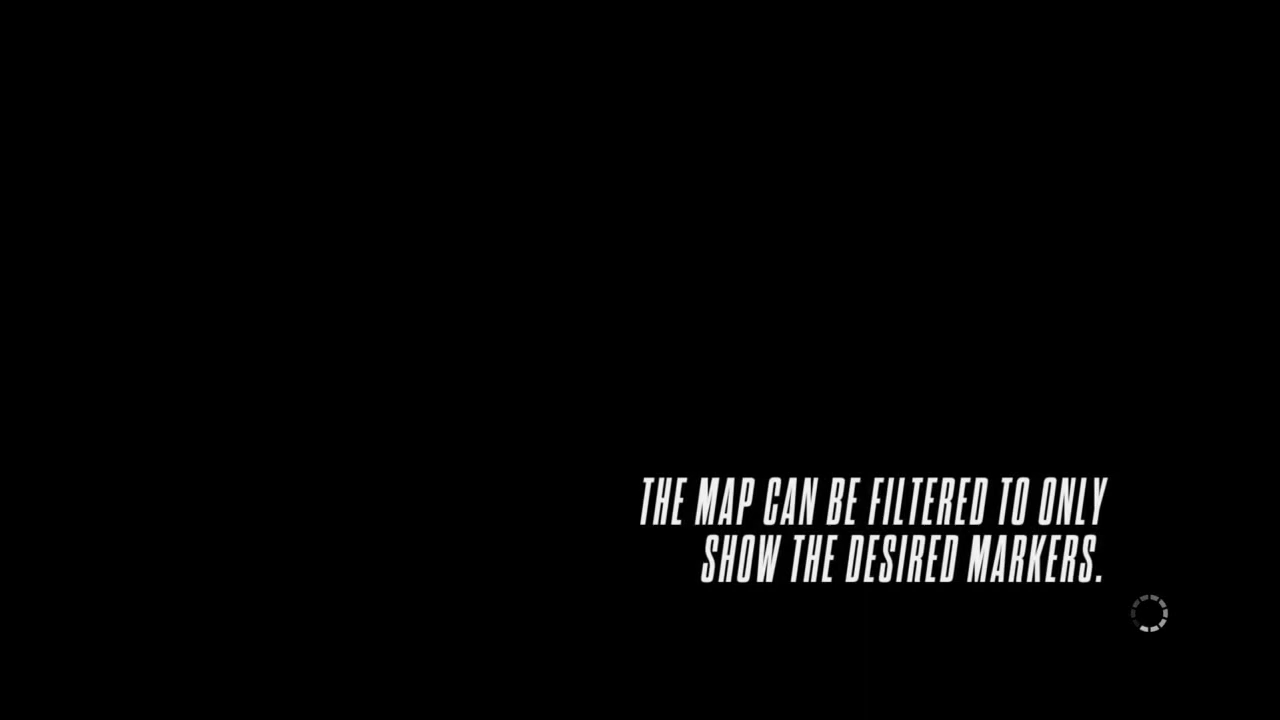 THE MAP CAN BE FILTERED TO ONLY
SHOW THE DESIRED MARKERS.